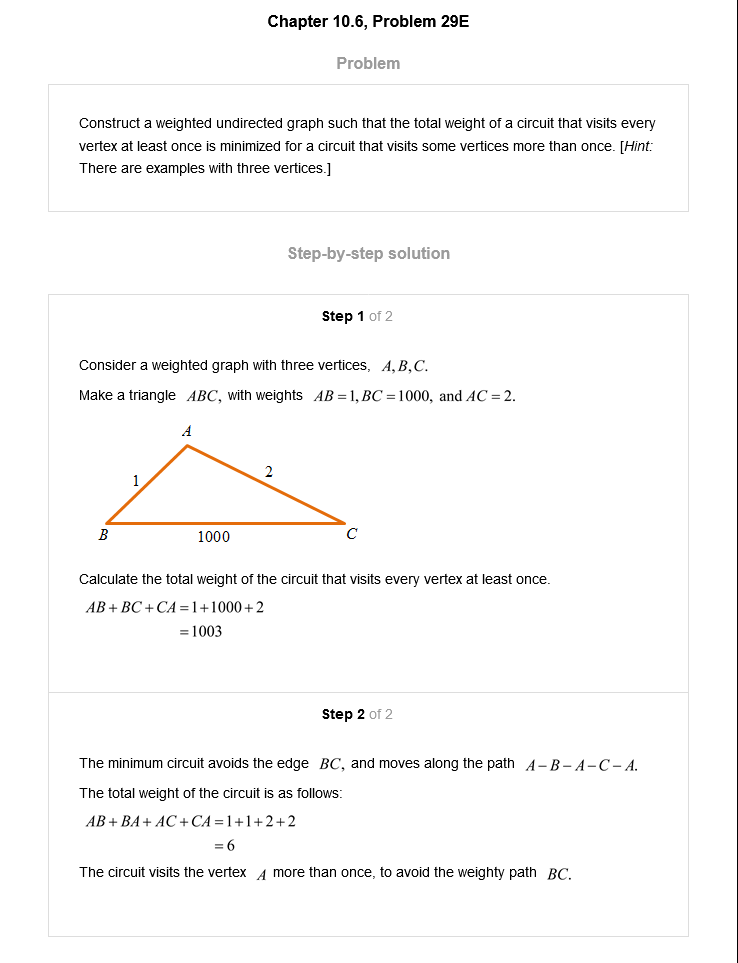 Chapter 10.6, Problem 29E
Problem
Construct a weighted undirected graph such that the total weight of a circuit that visits every
vertex at least once is minimized for a circuit that visits some vertices more than once. [Hint:
There are examples with three vertices.]
Step-by-step solution
Step 1 of 2
Consider a weighted graph with three vertices, A, B, C.
Make a triangle ABC, with weights AB = 1, BC = 1000, and AC = 2.
A
1
2
B
1000
C
Calculate the total weight of the circuit that visits every vertex at least once.
AB + BC + CA = 1 + 1000 + 2
= 1003
Step 2 of 2
The minimum circuit avoids the edge BC, and moves along the path A – B – A – C – A.
The total weight of the circuit is as follows:
AB + BA + AC + CA = 1 + 1 + 2 + 2
= 6
The circuit visits the vertex A more than once, to avoid the weighty path BC.